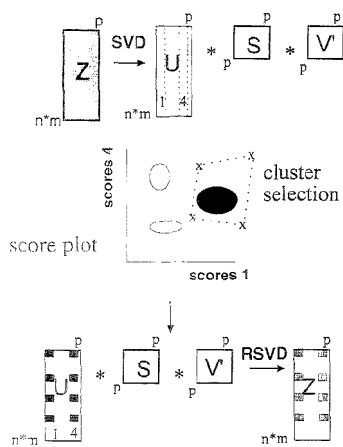 p p p p
SVD
Z U * S * V'
p p
1 4
n*m n*m
scores 4
x x
x x
cluster
selection
score plot
scores 1
p p p p
RSVD
U * S * V' Z
p p
1 4
n*m n*m